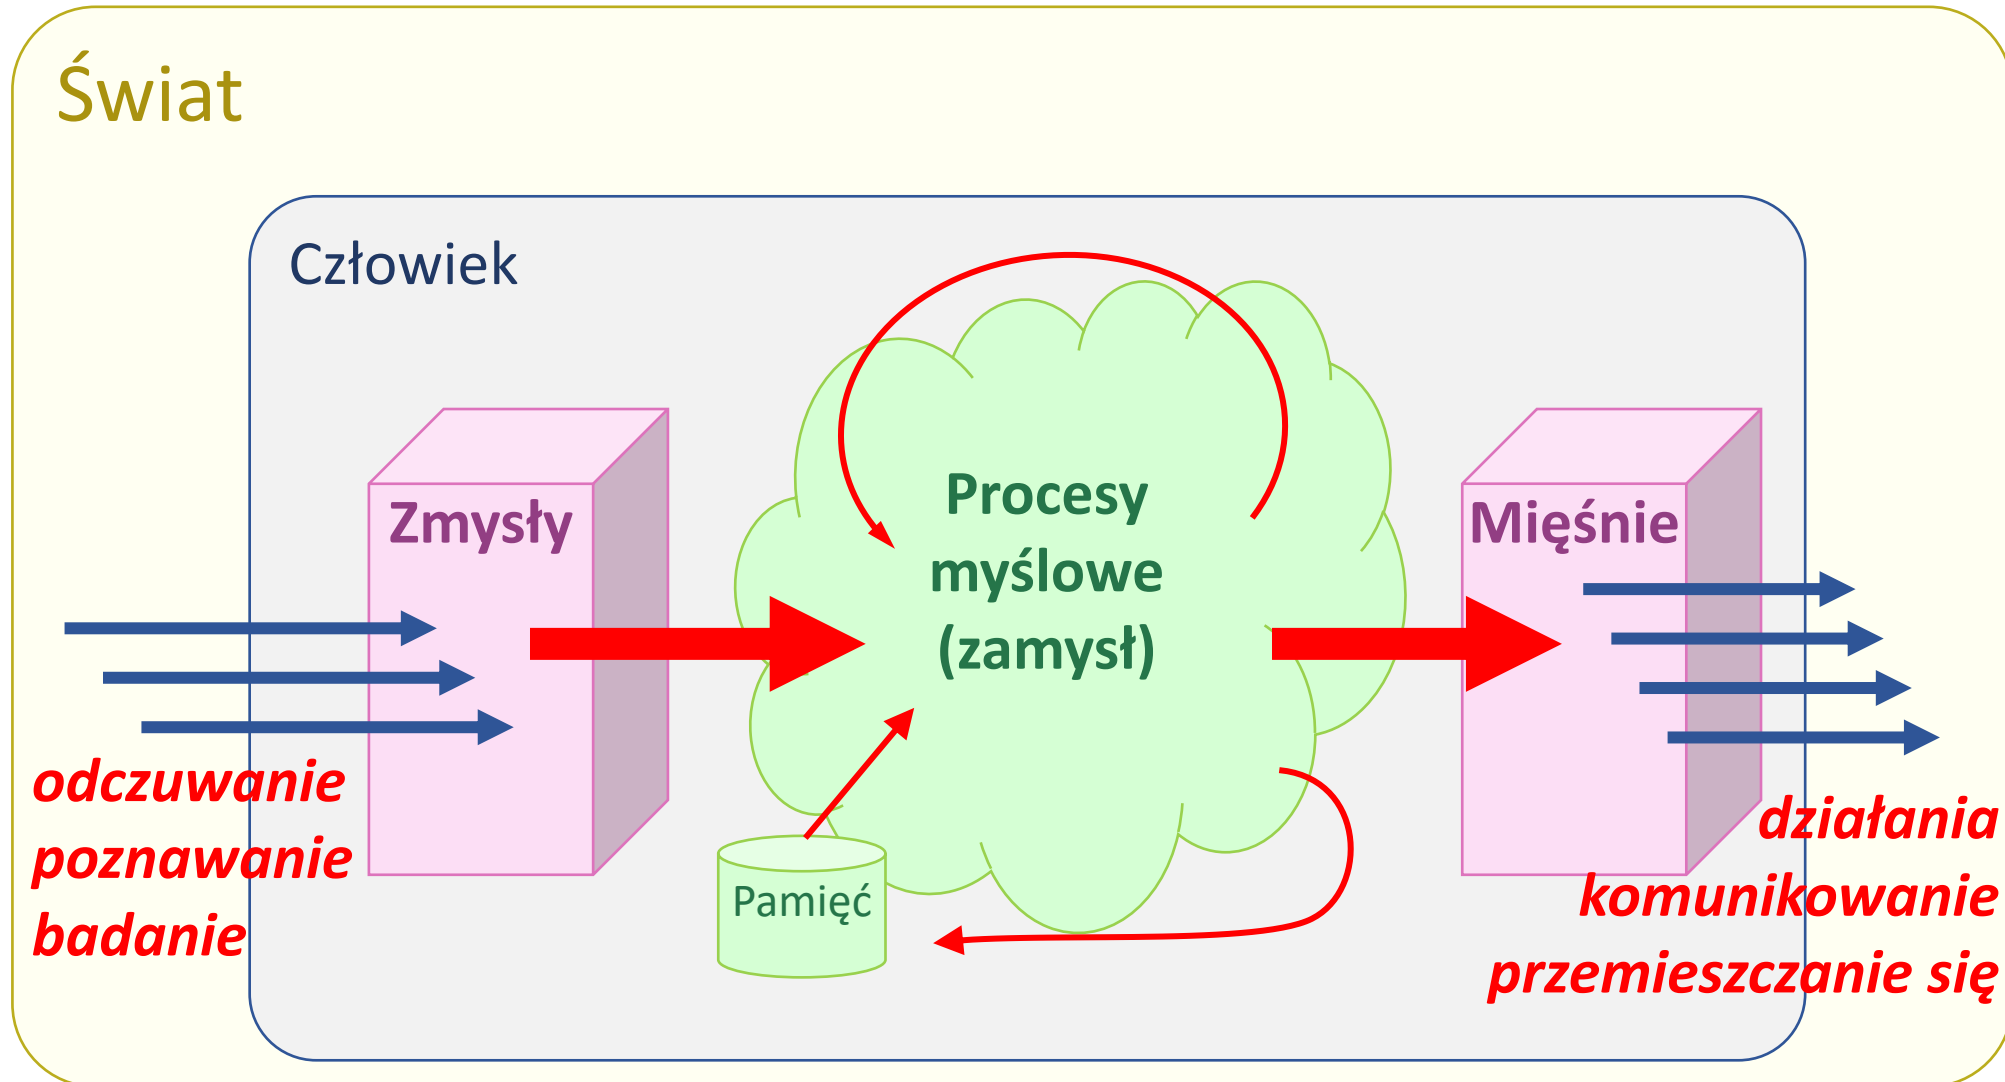 Świat
Człowiek
Zmysły
Procesy
myślowe
(zamysł)
Mięśnie
odczuwanie
poznawanie
badanie
Pamięć
działania
komunikowanie
przemieszczanie się